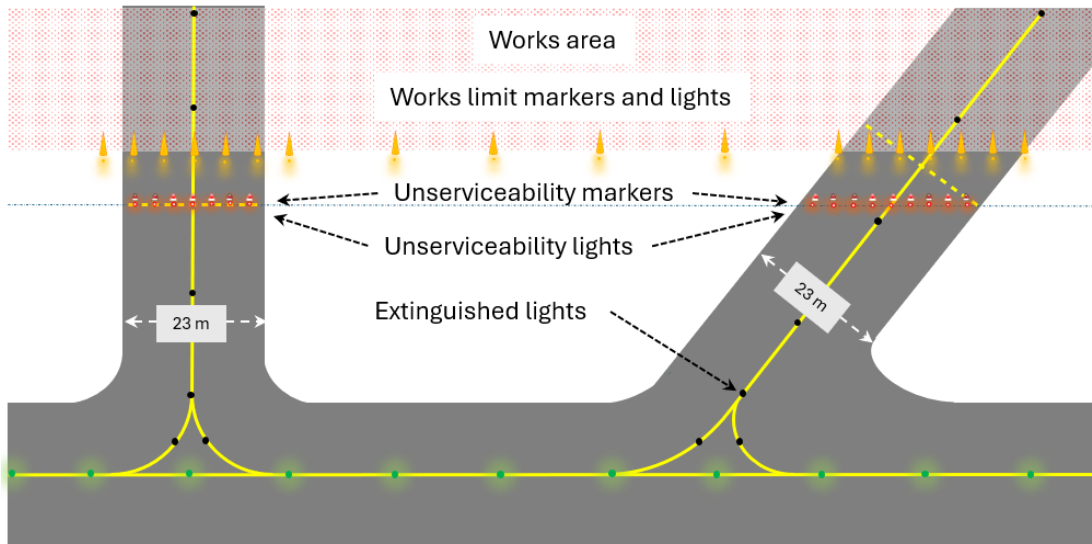 Works area
Works limit markers and lights
Unserviceability markers
Unserviceability lights
Extinguished lights
23 m
23 m